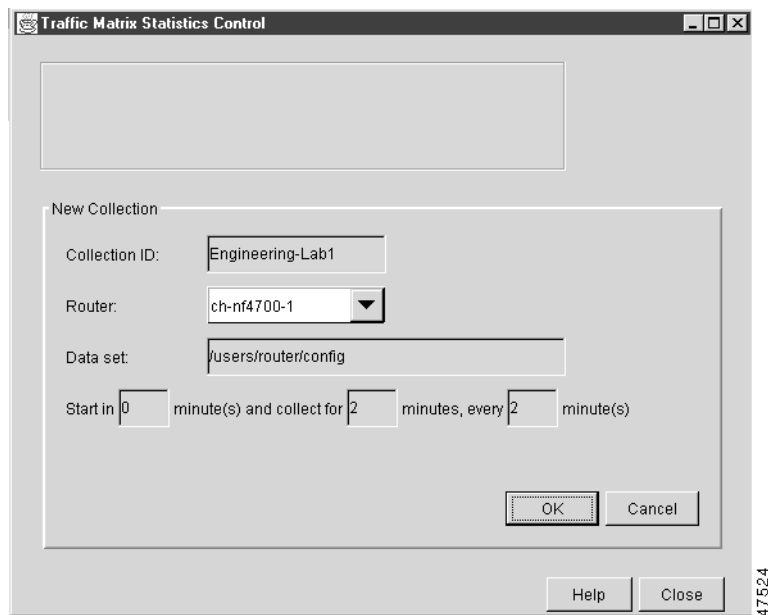 Traffic Matrix Statistics Control
New Collection
Collection ID: Engineering-Lab1
Router: ch-nf4700-1
Data set: /users/router/config
Start in 0 minute(s) and collect for 2 minutes, every 2 minute(s)
OK Cancel
Help Close
47524